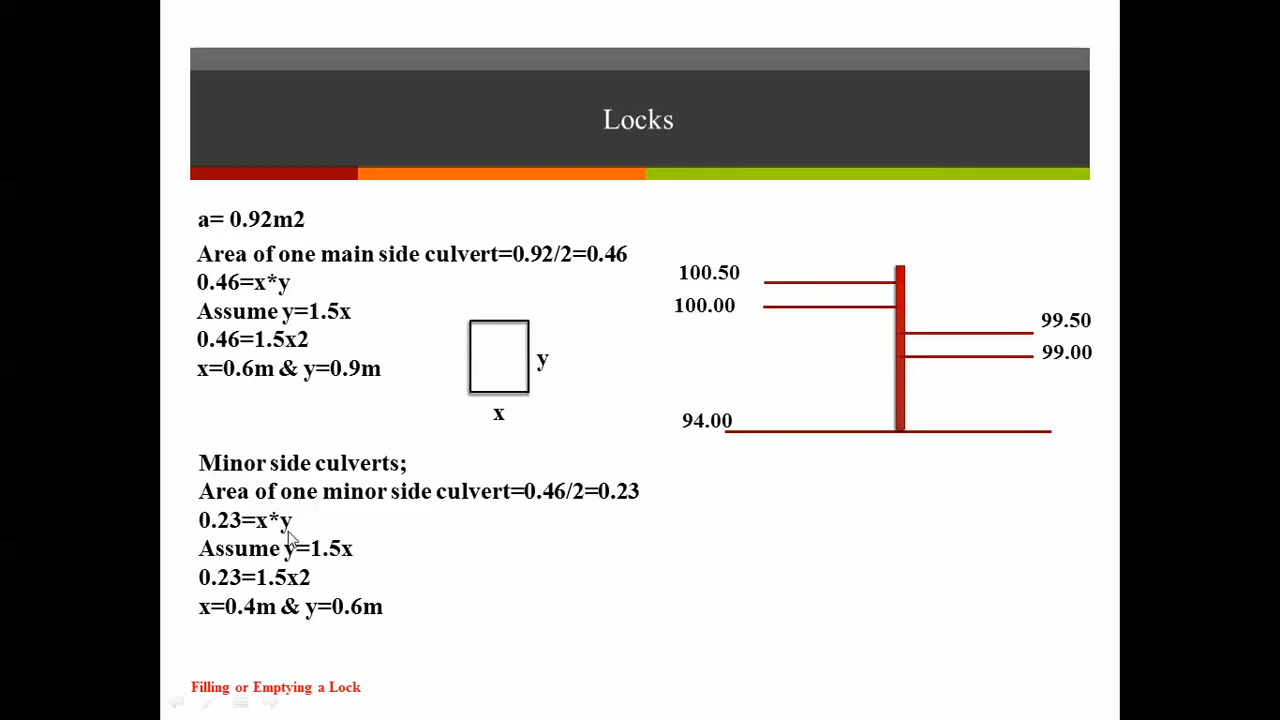 Locks
a= 0.92m2
Area of one main side culvert=0.92/2=0.46
0.46=x*y
Assume y=1.5x
0.46=1.5x2
x=0.6m & y=0.9m
y
x
100.50
100.00
99.50
99.00
94.00
Minor side culverts;
Area of one minor side culvert=0.46/2=0.23
0.23=x*y
Assume y=1.5x
0.23=1.5x2
x=0.4m & y=0.6m
Filling or Emptying a Lock